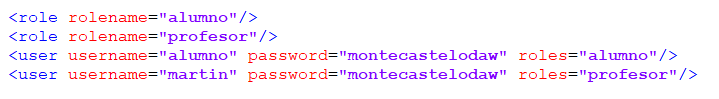 <role rolename="alumno"/>
<role rolename="profesor"/>
<user username="alumno" password="montecastelodaw" roles="alumno"/>
<user username="martin" password="montecastelodaw" roles="profesor"/>